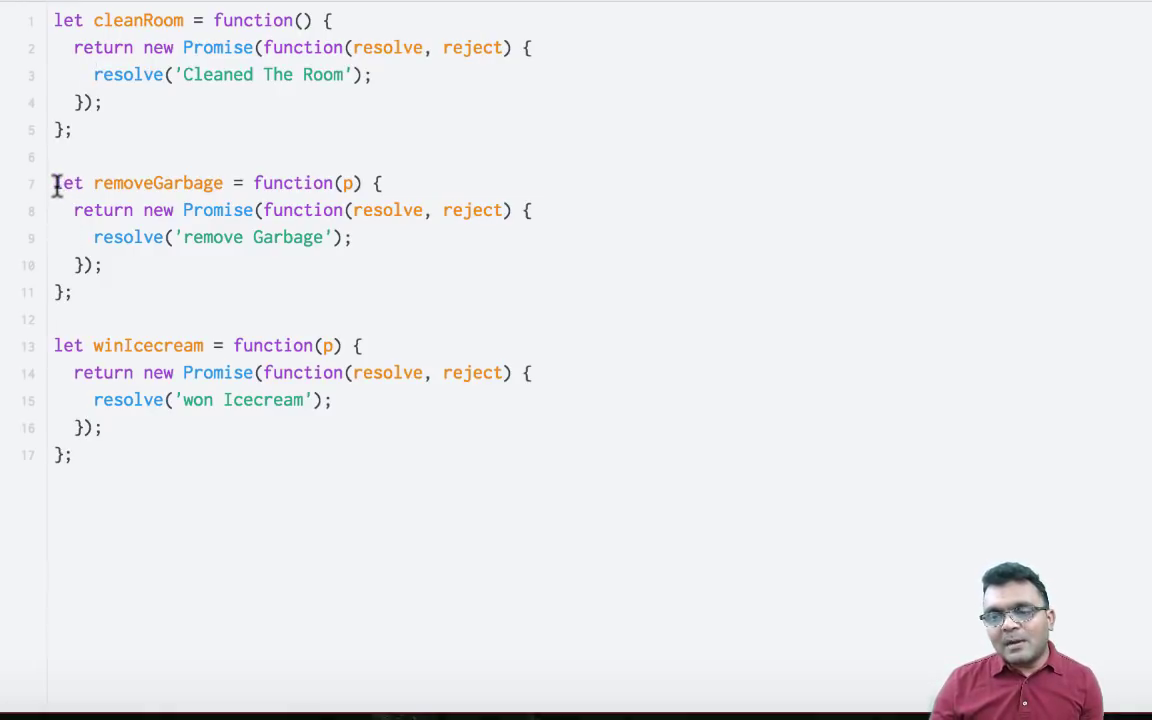 1 let cleanRoom = function() {
2 return new Promise(function(resolve, reject) {
3 resolve('Cleaned The Room');
4 });
5 };
6
7 let removeGarbage = function(p) {
8 return new Promise(function(resolve, reject) {
9 resolve('remove Garbage');
10 });
11 };
12
13 let winIcecream = function(p) {
14 return new Promise(function(resolve, reject) {
15 resolve('won Icecream');
16 });
17 };